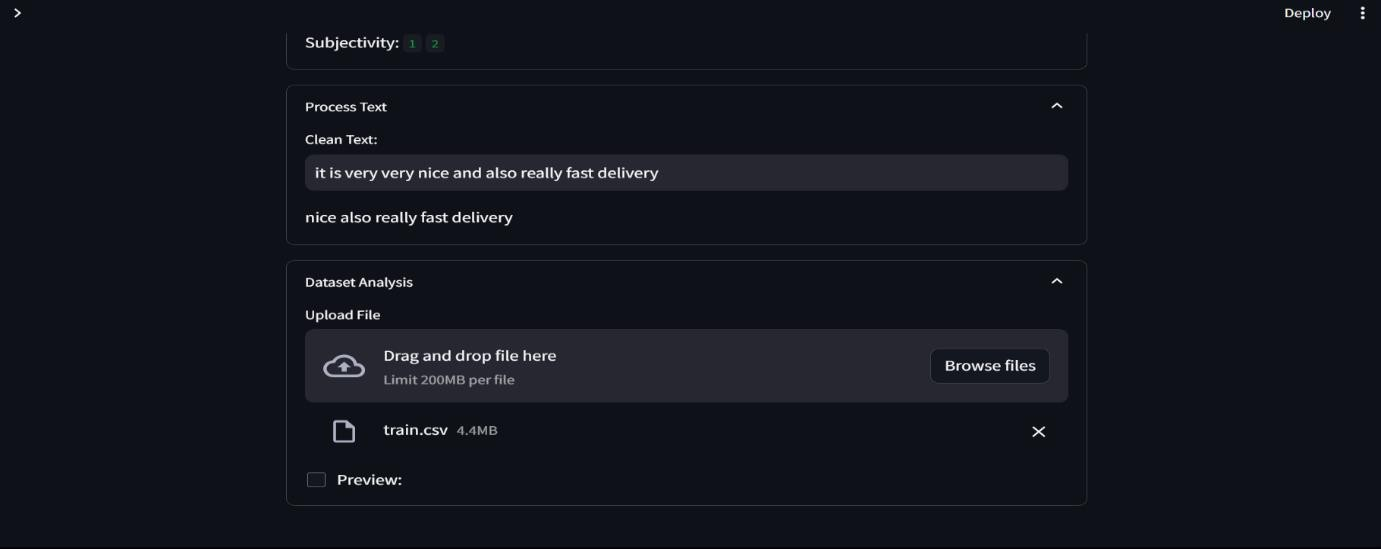 Deploy
Subjectivity: 1 2
Process Text
Clean Text:
it is very very nice and also really fast delivery
nice also really fast delivery
Dataset Analysis
Upload File
Drag and drop file here
Limit 200MB per file
Browse files
train.csv 4.4MB
Preview: